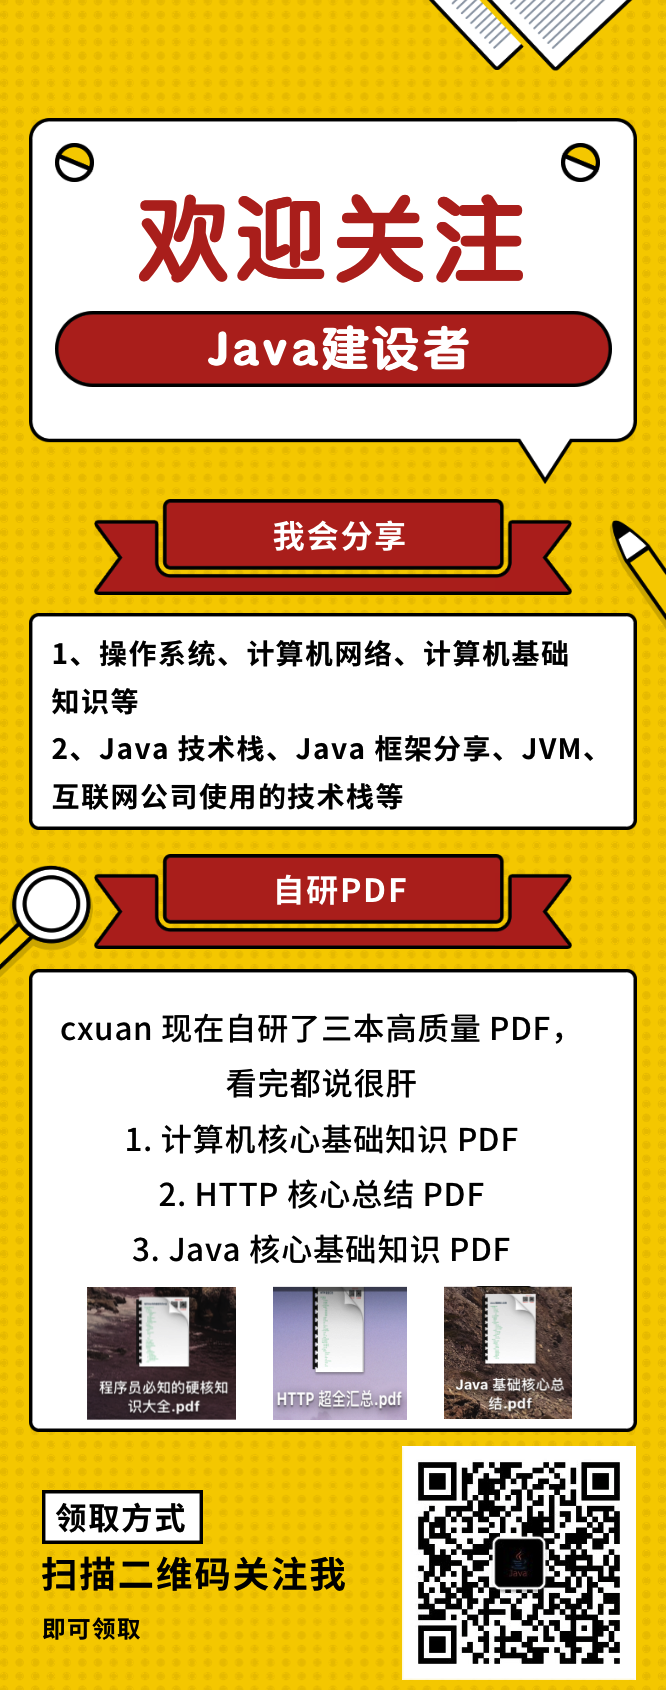 欢迎关注
Java建设者
我会分享
1、操作系统、计算机网络、计算机基础
知识等
2、Java 技术栈、Java 框架分享、JVM、
互联网公司使用的技术栈等
自研PDF
cxuan 现在自研了三本高质量 PDF，
看完都说很肝
1. 计算机核心基础知识 PDF
2. HTTP 核心总结 PDF
3. Java 核心基础知识 PDF
程序员必知的硬核知
识大全.pdf
HTTP 超全汇总.pdf
Java 基础核心总
结.pdf
领取方式
扫描二维码关注我
即可领取
Java